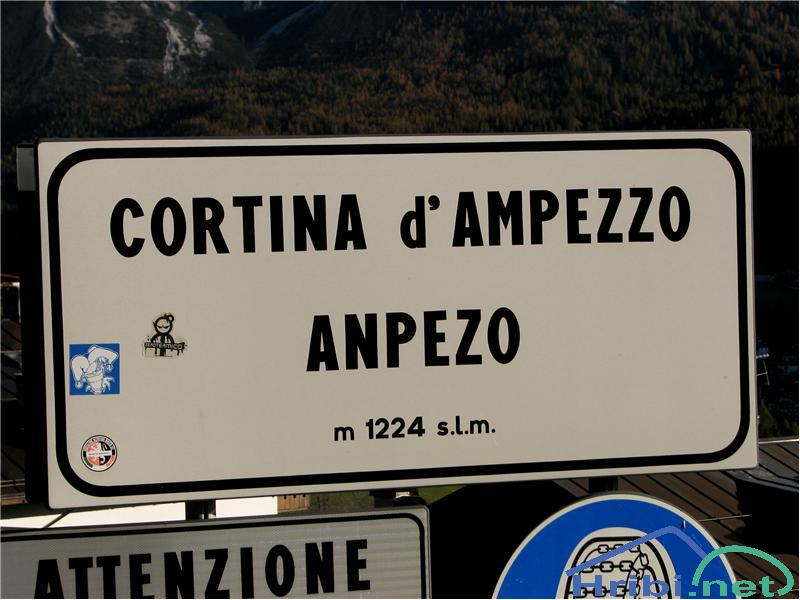 CORTINA d'AMPEZZO
ANPEZO
m 1224 s.l.m.
ATTENZIONE
Hribi.net